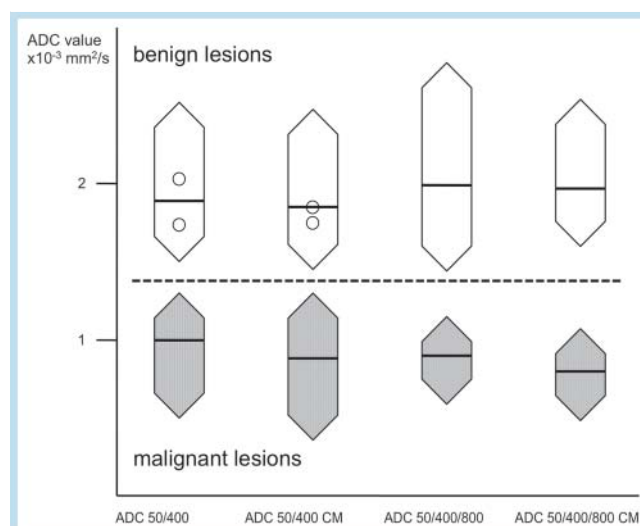 ADC value
x10⁻³ mm²/s
benign lesions
2
1
malignant lesions
ADC 50/400 ADC 50/400 CM ADC 50/400/800 ADC 50/400/800 CM